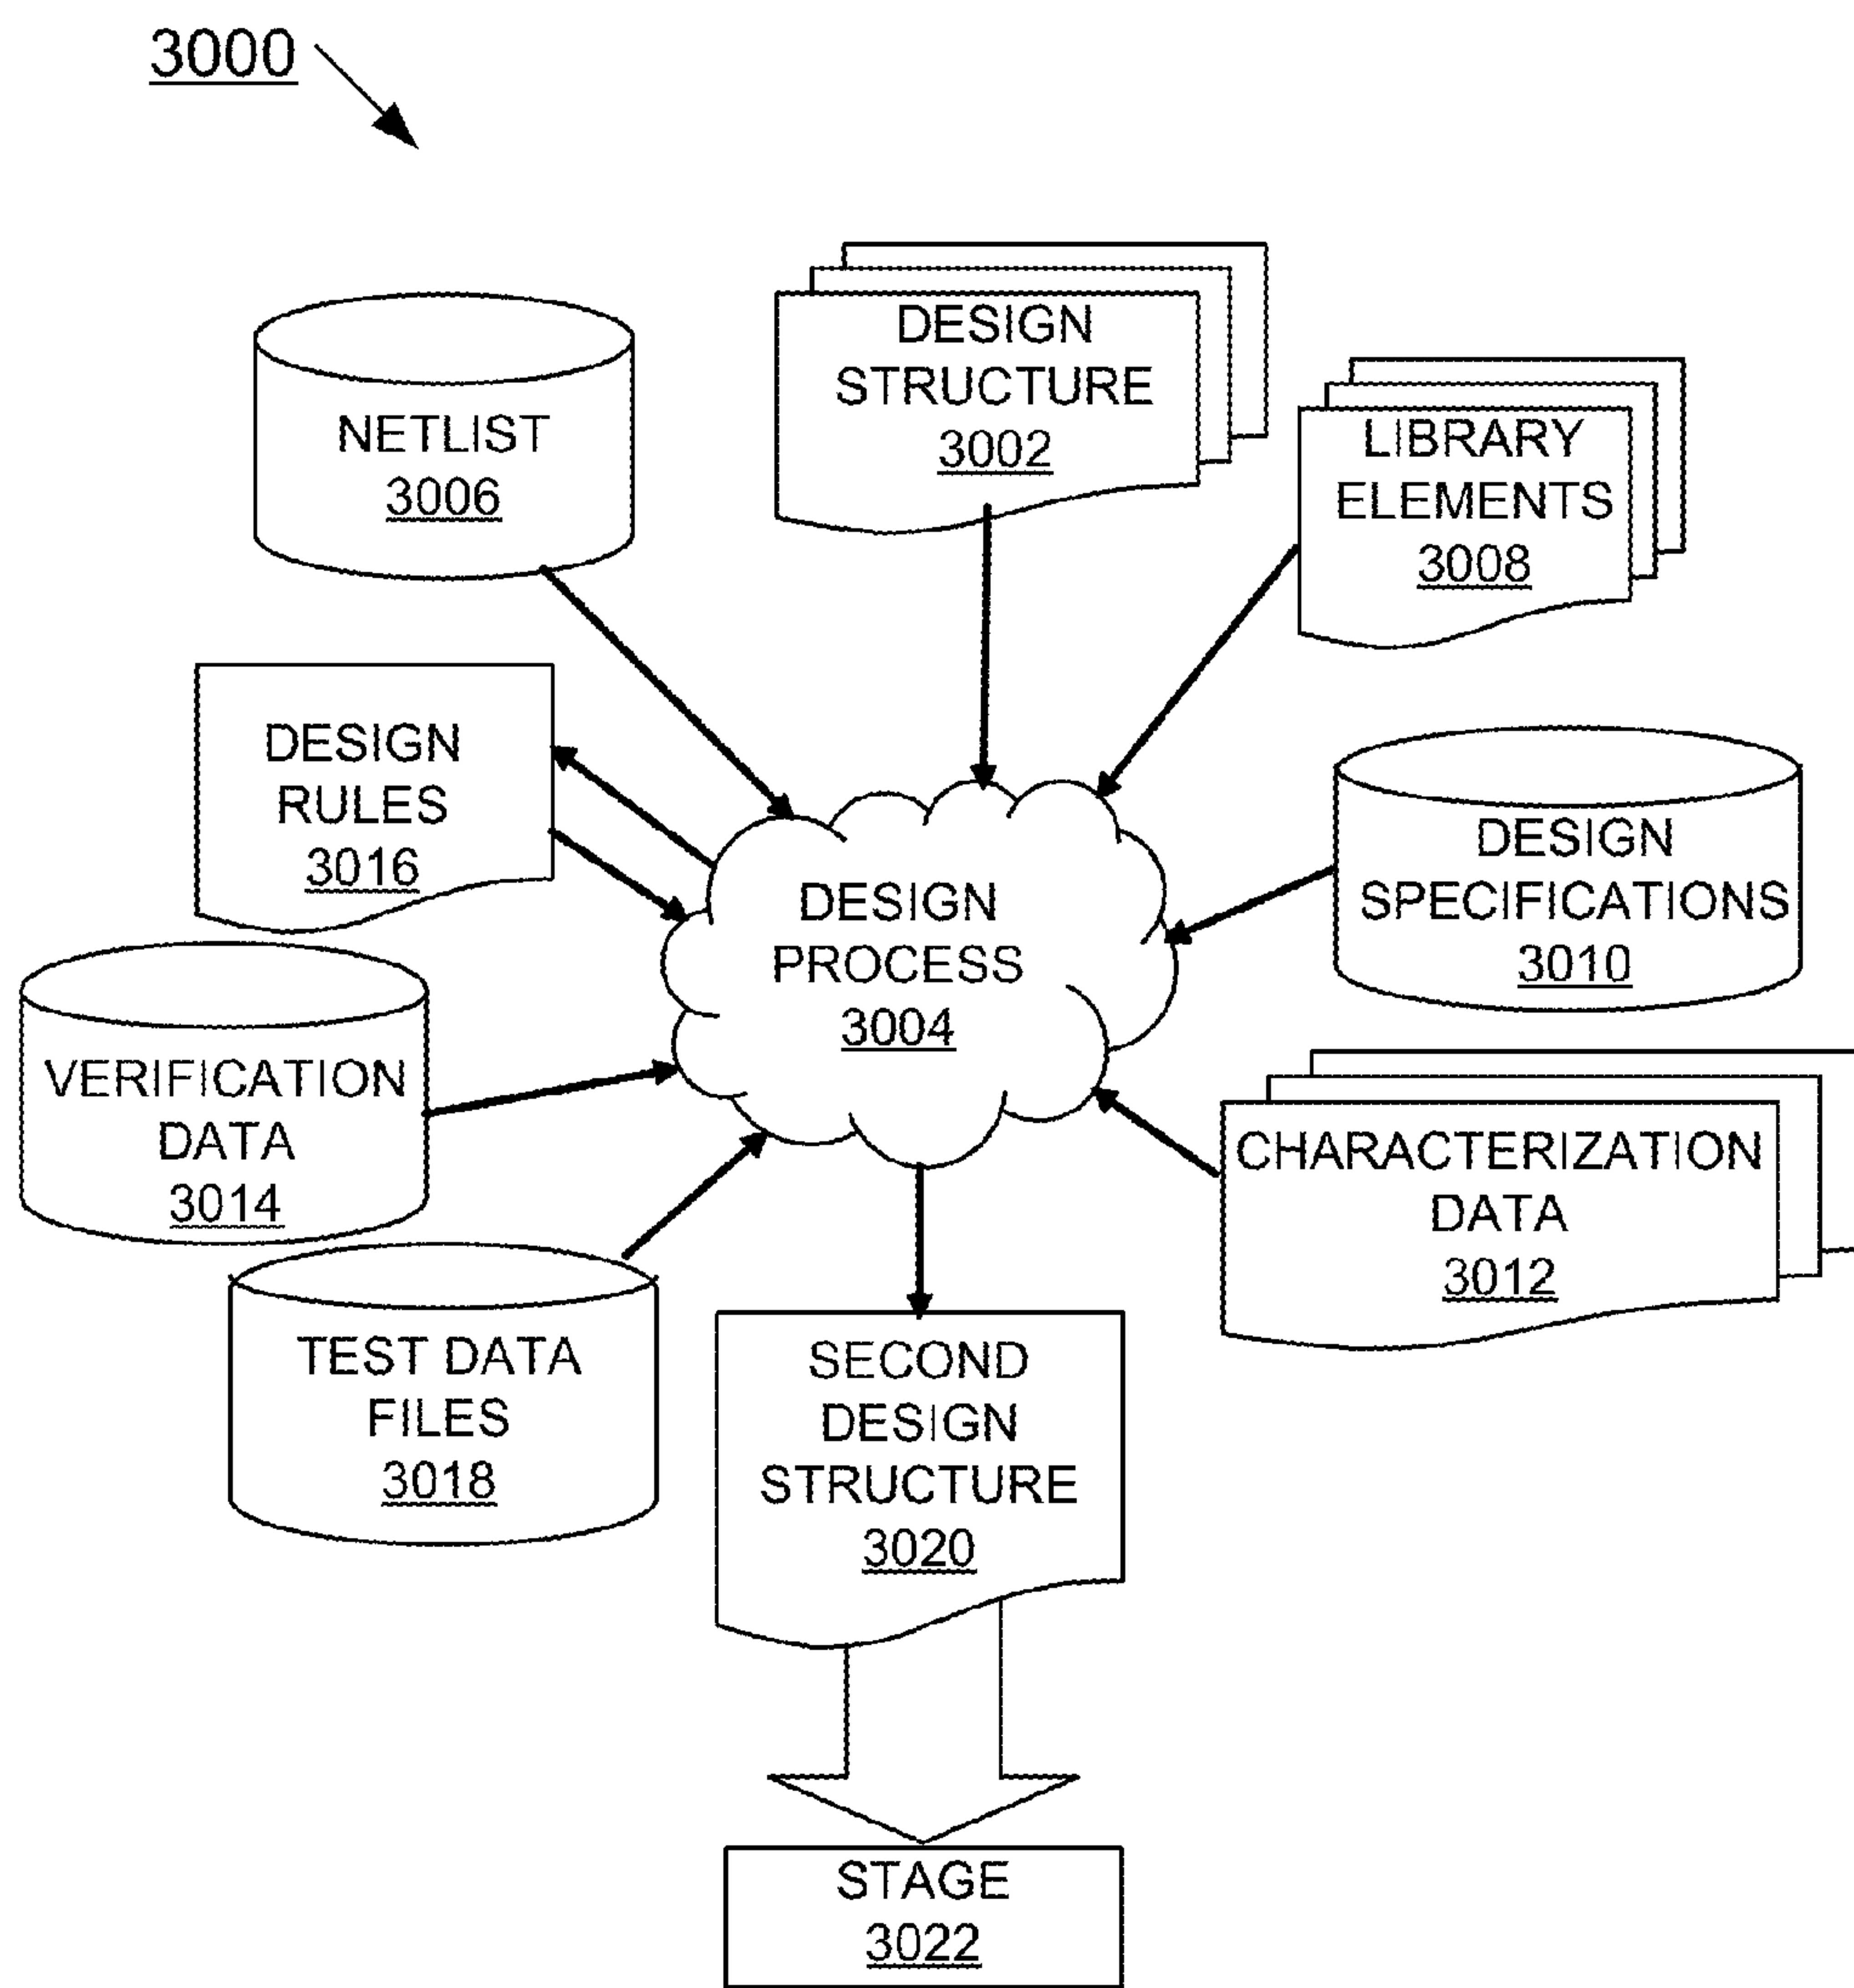 3000
DESIGN
STRUCTURE
3002
NETLIST
3006
LIBRARY
ELEMENTS
3008
DESIGN
RULES
3016
DESIGN
SPECIFICATIONS
3010
DESIGN
PROCESS
3004
VERIFICATION
DATA
3014
CHARACTERIZATION
DATA
3012
TEST DATA
FILES
3018
SECOND
DESIGN
STRUCTURE
3020
STAGE
3022